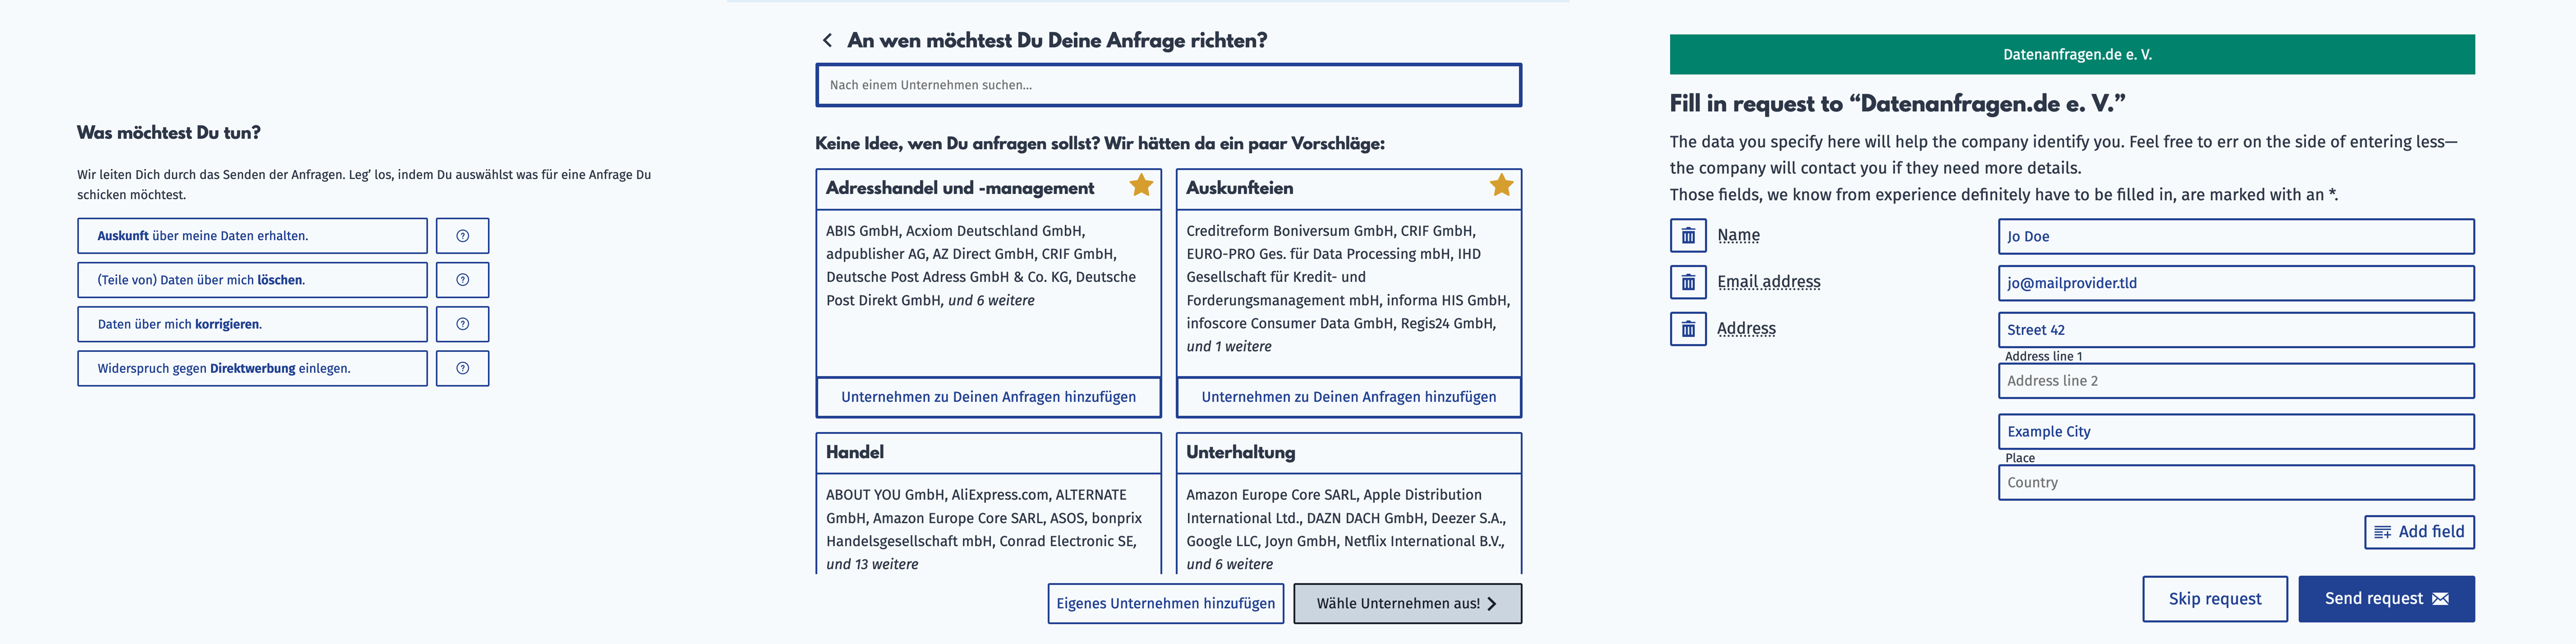 Was möchtest Du tun?
Wir leiten Dich durch das Senden der Anfragen. Leg’ los, indem Du auswählst was für eine Anfrage Du
schicken möchtest.
Auskunft über meine Daten erhalten.
(Teile von) Daten über mich löschen.
Daten über mich korrigieren.
Widerspruch gegen Direktwerbung einlegen.
An wen möchtest Du Deine Anfrage richten?
Nach einem Unternehmen suchen...
Keine Idee, wen Du anfragen sollst? Wir hätten da ein paar Vorschläge:
Adresshandel und -management
ABIS GmbH, Acxiom Deutschland GmbH,
adpublisher AG, AZ Direct GmbH, CRIF GmbH,
Deutsche Post Adress GmbH & Co. KG, Deutsche
Post Direkt GmbH, und 6 weitere
Unternehmen zu Deinen Anfragen hinzufügen
Auskunfteien
Creditreform Boniversum GmbH, CRIF GmbH,
EURO-PRO Ges. für Data Processing mbH, IHD
Gesellschaft für Kredit- und
Forderungsmanagement mbH, informa HIS GmbH,
infoscore Consumer Data GmbH, Regis24 GmbH,
und 1 weitere
Unternehmen zu Deinen Anfragen hinzufügen
Handel
ABOUT YOU GmbH, AliExpress.com, ALTERNATE
GmbH, Amazon Europe Core SARL, ASOS, bonprix
Handelsgesellschaft mbH, Conrad Electronic SE,
und 13 weitere
Unterhaltung
Amazon Europe Core SARL, Apple Distribution
International Ltd., DAZN DACH GmbH, Deezer S.A.,
Google LLC, Joyn GmbH, Netflix International B.V.,
und 6 weitere
Eigenes Unternehmen hinzufügen
Wähle Unternehmen aus!
Datenanfragen.de e. V.
Fill in request to “Datenanfragen.de e. V.”
The data you specify here will help the company identify you. Feel free to err on the side of entering less—
the company will contact you if they need more details.
Those fields, we know from experience definitely have to be filled in, are marked with an *.
Name
Jo Doe
Email address
jo@mailprovider.tld
Address
Street 42
Address line 1
Address line 2
Example City
Place
Country
Add field
Skip request
Send request